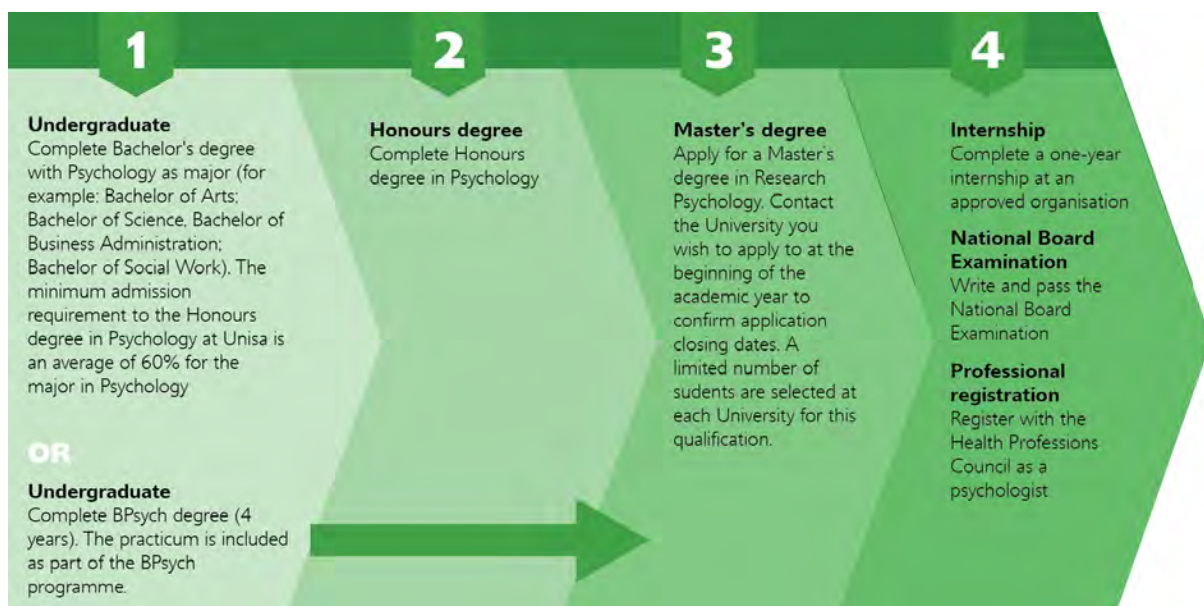 1
Undergraduate
Complete Bachelor's degree
with Psychology as major (for
example: Bachelor of Arts;
Bachelor of Science, Bachelor of
Business Administration;
Bachelor of Social Work). The
minimum admission
requirement to the Honours
degree in Psychology at Unisa is
an average of 60% for the
major in Psychology
OR
Undergraduate
Complete BPsych degree (4
years). The practicum is included
as part of the BPsych
programme.
2
Honours degree
Complete Honours
degree in Psychology
3
Master's degree
Apply for a Master's
degree in Research
Psychology. Contact
the University you
wish to apply to at the
beginning of the
academic year to
confirm application
closing dates. A
limited number of
sudents are selected at
each University for this
qualification.
4
Internship
Complete a one-year
internship at an
approved organisation
National Board
Examination
Write and pass the
National Board
Examination
Professional
registration
Register with the
Health Professions
Council as a
psychologist